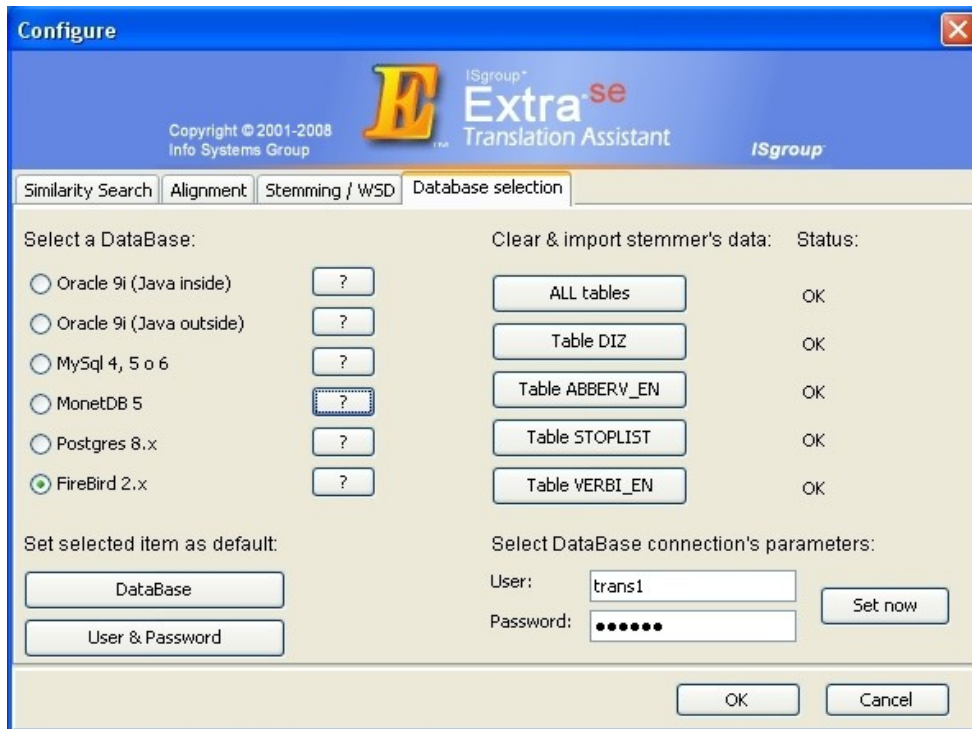 Configure
ISgroup
Extra se
Translation Assistant
Copyright © 2001-2008
Info Systems Group
ISgroup
Similarity Search Alignment Stemming / WSD Database selection
Select a DataBase: Clear & import stemmer's data: Status:
Oracle 9i (Java inside) ? ALL tables OK
Oracle 9i (Java outside) ? Table DIZ OK
MySql 4, 5 o 6 ? Table ABBERV_EN OK
MonetDB 5 ? Table STOPLIST OK
Postgres 8.x ? Table VERBI_EN OK
FireBird 2.x ?
Set selected item as default: Select DataBase connection's parameters:
DataBase User: trans1 Set now
User & Password Password: ●●●●●●
OK Cancel